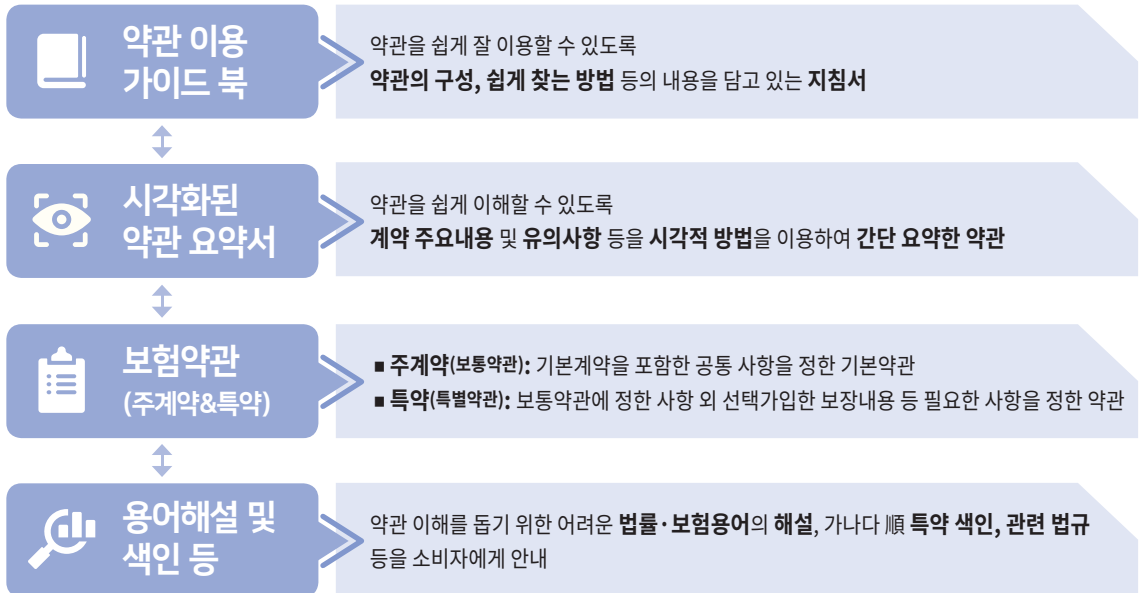 약관 이용
가이드 북
약관을 쉽게 잘 이용할 수 있도록
약관의 구성, 쉽게 찾는 방법 등의 내용을 담고 있는 지침서
시각화된
약관 요약서
약관을 쉽게 이해할 수 있도록
계약 주요내용 및 유의사항 등을 시각적 방법을 이용하여 간단 요약한 약관
보험약관
(주계약&특약)
■ 주계약(보통약관): 기본계약을 포함한 공통 사항을 정한 기본약관
■ 특약(특별약관): 보통약관에 정한 사항 외 선택가입한 보장내용 등 필요한 사항을 정한 약관
용어해설 및
색인 등
약관 이해를 돕기 위한 어려운 법률·보험용어의 해설, 가나다 順 특약 색인, 관련 법규
등을 소비자에게 안내